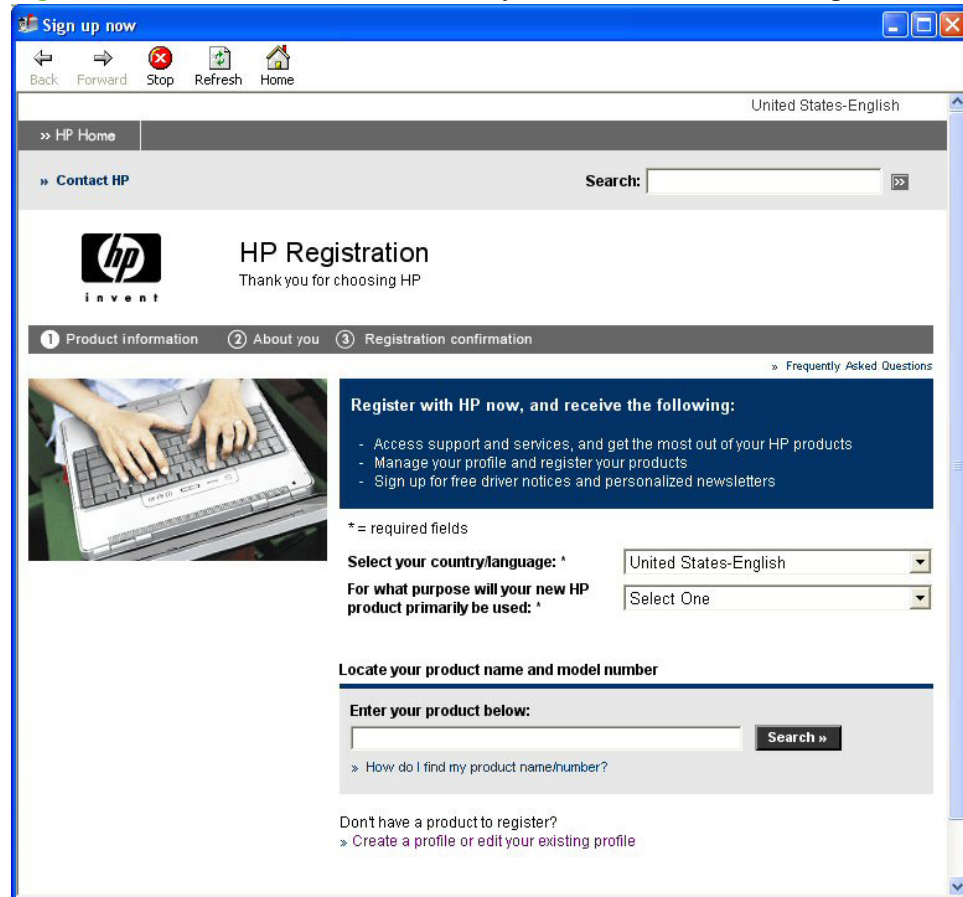 Sign up now
Back Forward Stop Refresh Home
United States-English
» HP Home
» Contact HP
Search:
»
hp
invent
HP Registration
Thank you for choosing HP
1 Product information 2 About you 3 Registration confirmation
» Frequently Asked Questions
Register with HP now, and receive the following:
- Access support and services, and get the most out of your HP products
- Manage your profile and register your products
- Sign up for free driver notices and personalized newsletters
* = required fields
Select your country/language: * United States-English
For what purpose will your new HP
product primarily be used: * Select One
Locate your product name and model number
Enter your product below:
Search »
» How do I find my product name/number?
Don't have a product to register?
» Create a profile or edit your existing profile